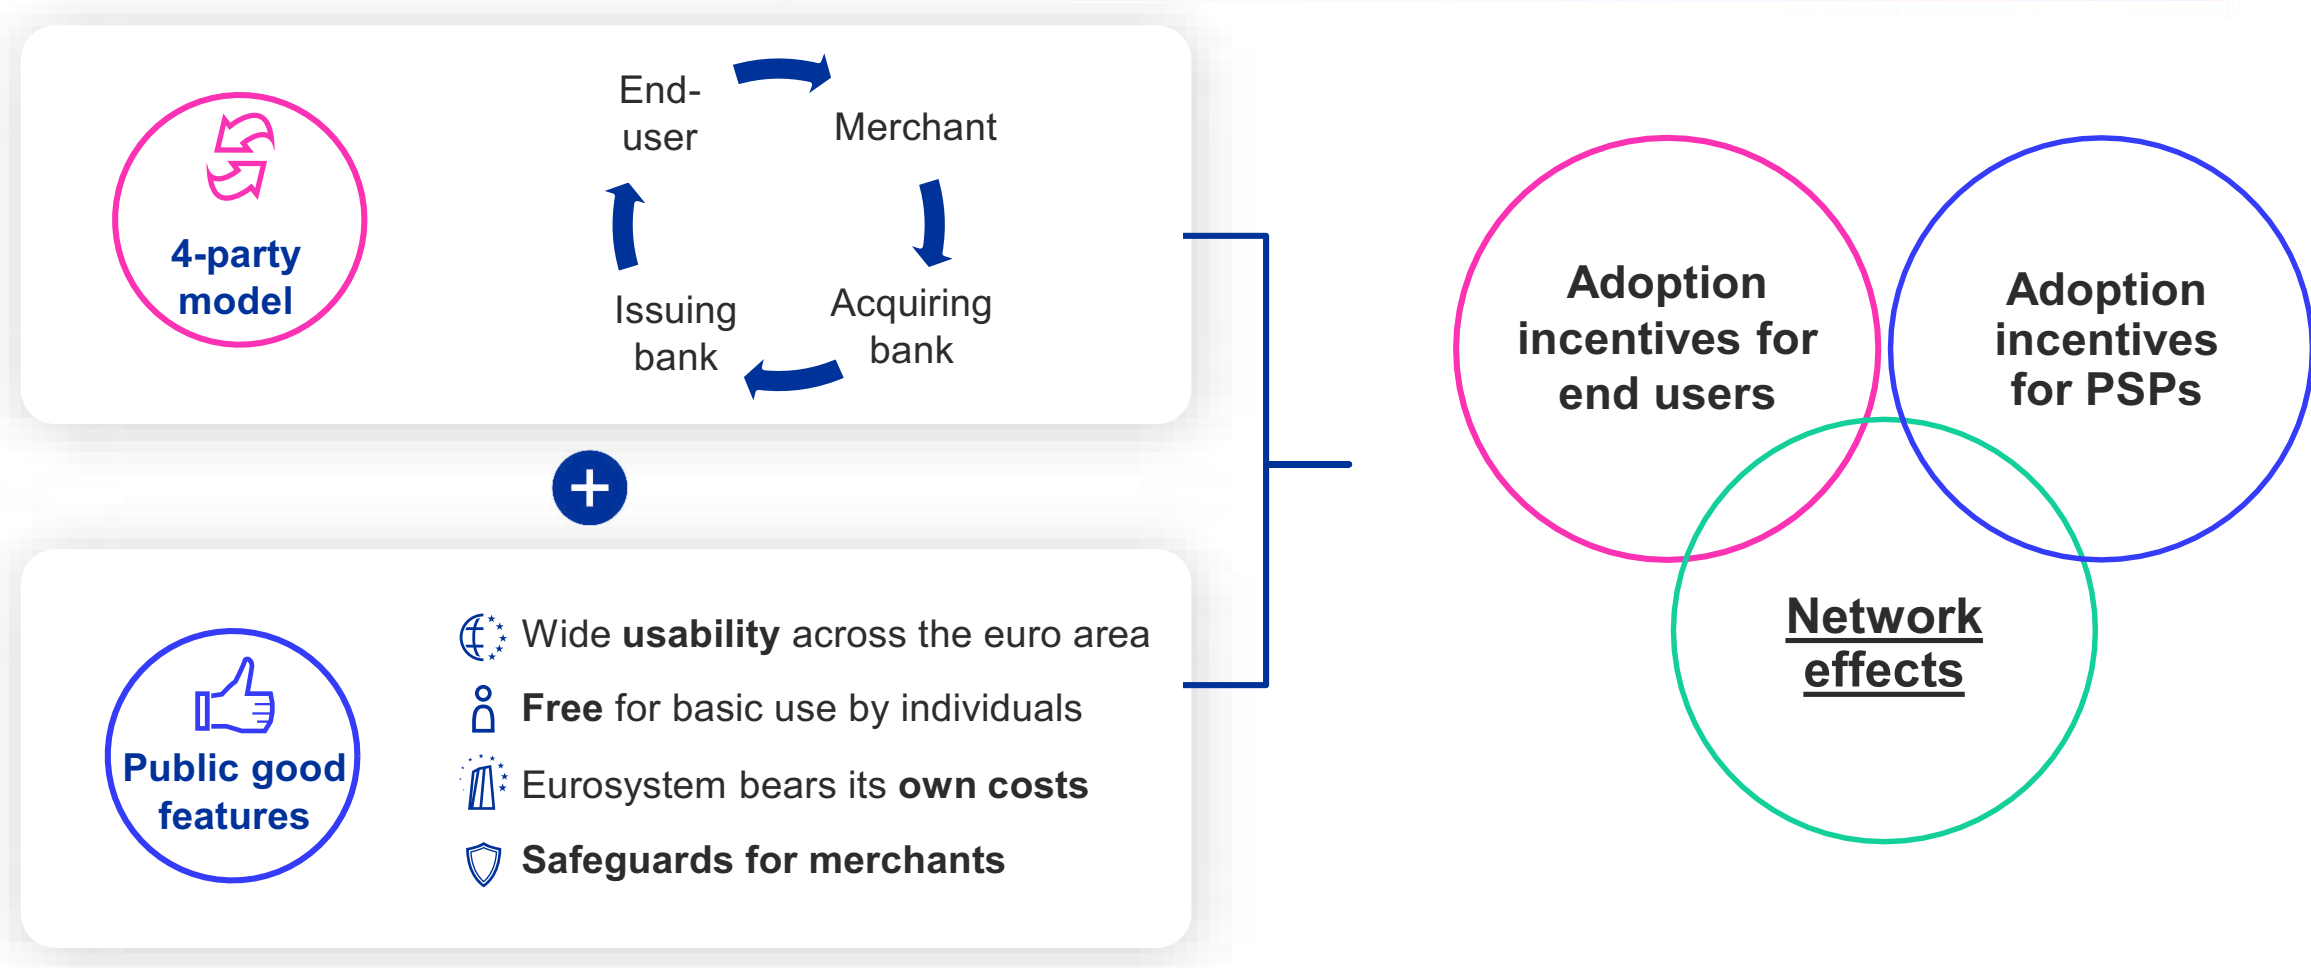 4-party
model
End-
user
Merchant
Acquiring
bank
Issuing
bank
Public good
features
Wide usability across the euro area
Free for basic use by individuals
Eurosystem bears its own costs
Safeguards for merchants
Adoption
incentives for
end users
Adoption
incentives
for PSPs
Network
effects